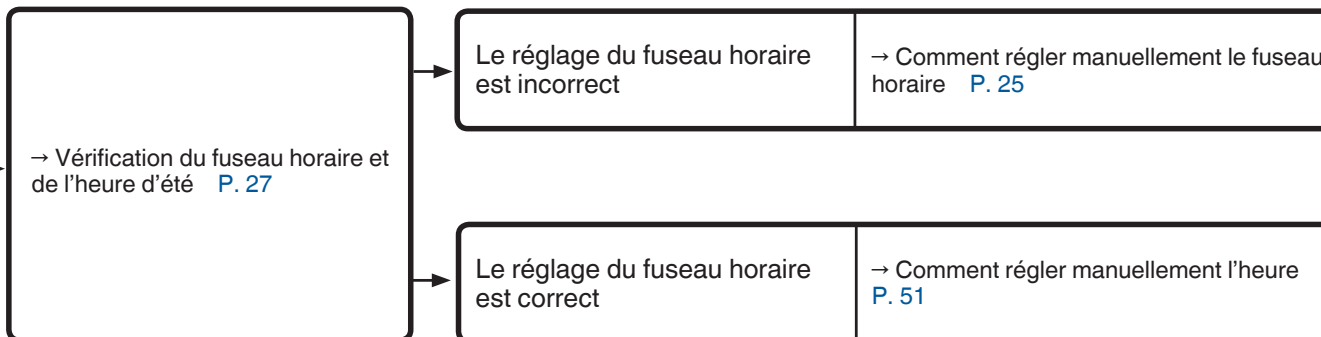 Le réglage du fuseau horaire
est incorrect
→ Comment régler manuellement le fuseau
horaire P. 25
→ Vérification du fuseau horaire et
de l’heure d’été P. 27
Le réglage du fuseau horaire
est correct
→ Comment régler manuellement l’heure
P. 51